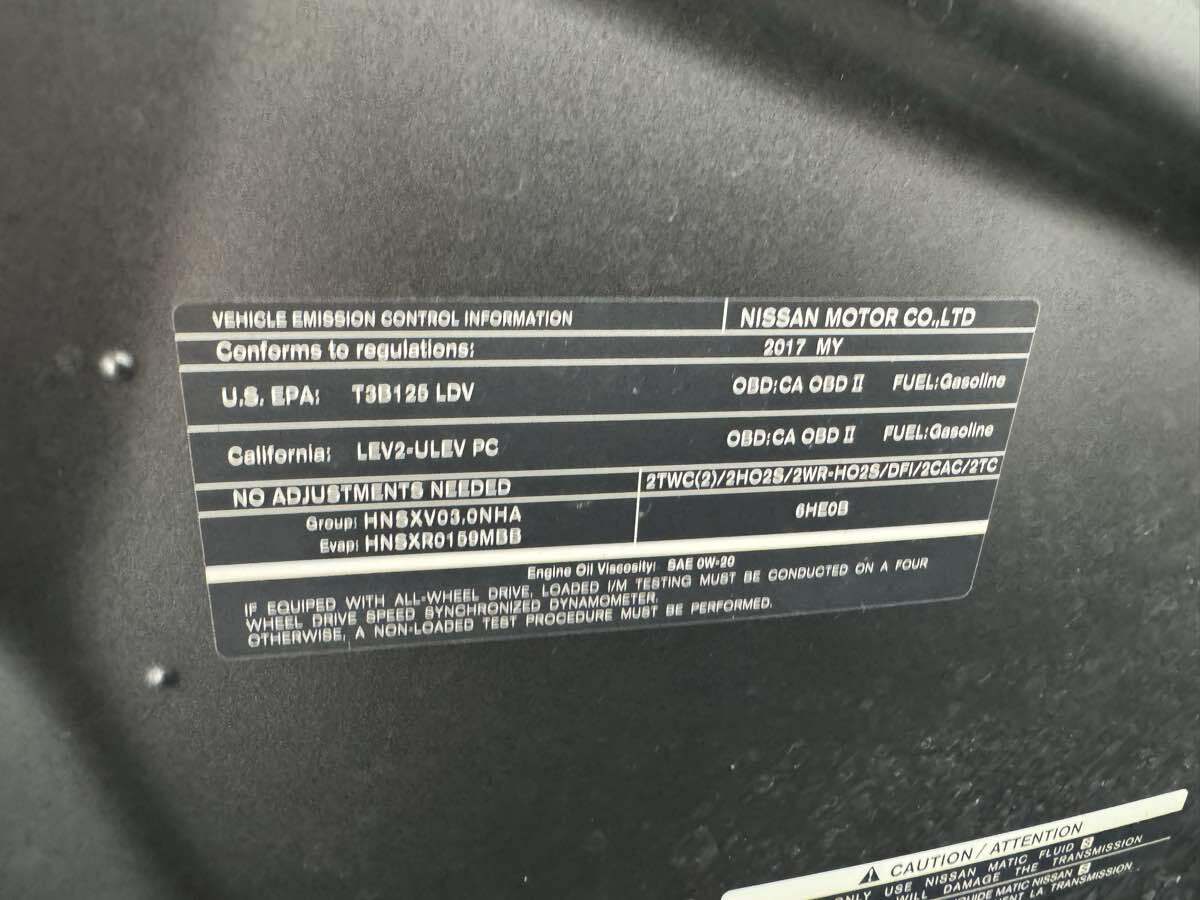 VEHICLE EMISSION CONTROL INFORMATION NISSAN MOTOR CO.,LTD
Conforms to regulations: 2017 MY
U.S. EPA: T3B125 LDV OBD:CA OBD II FUEL:Gasoline
California: LEV2-ULEV PC OBD:CA OBD II FUEL:Gasoline
NO ADJUSTMENTS NEEDED 2TWC(2)/2HO2S/2WR-HO2S/DFI/2CAC/2TC
Group: HNSXV03.0NHA 6HE0B
Evap: HNSXR0159MBB
Engine Oil Viscosity: SAE 0W-20
IF EQUIPED WITH ALL-WHEEL DRIVE, LOADED I/M TESTING MUST BE CONDUCTED ON A FOUR
WHEEL DRIVE SPEED SYNCHRONIZED DYNAMOMETER.
OTHERWISE, A NON-LOADED TEST PROCEDURE MUST BE PERFORMED.
CAUTION/ATTENTION
USE NISSAN MATIC FLUID S
WILL DAMAGE THE TRANSMISSION
MATIC NISSAN S
LA TRANSMISSION.